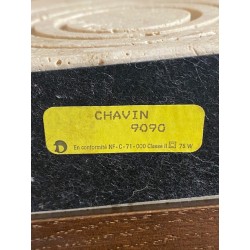 CHAVIN
9090
En conformité NF - C - 71 - 000 Classe II 75 W